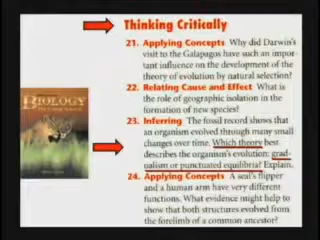 Thinking Critically
21. Applying Concepts Why did Darwin's
visit to the Galapagos have such an impor-
tant influence on the development of the
theory of evolution by natural selection?
22. Relating Cause and Effect What is
the role of geographic isolation in the
formation of new species?
23. Inferring The fossil record shows that
an organism evolved through many small
changes over time. Which theory best
describes the organism's evolution: grad-
ualism or punctuated equilibria? Explain.
24. Applying Concepts A seal's flipper
and a human arm have very different
functions. What evidence might help to
show that both structures evolved from
the forelimb of a common ancestor?
BIOLOGY